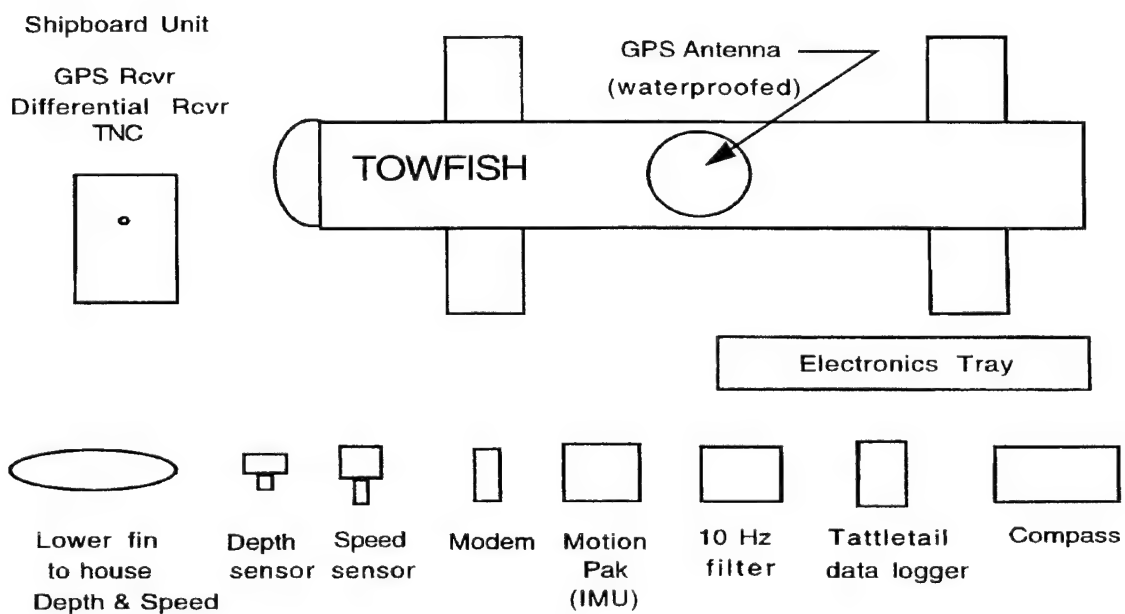 Shipboard Unit
GPS Rcvr
Differential Rcvr
TNC
GPS Antenna
(waterproofed)
TOWFISH
Electronics Tray
Lower fin
to house
Depth & Speed
Depth
sensor
Speed
sensor
Modem
Motion
Pak
(IMU)
10 Hz
filter
Tattletail
data logger
Compass